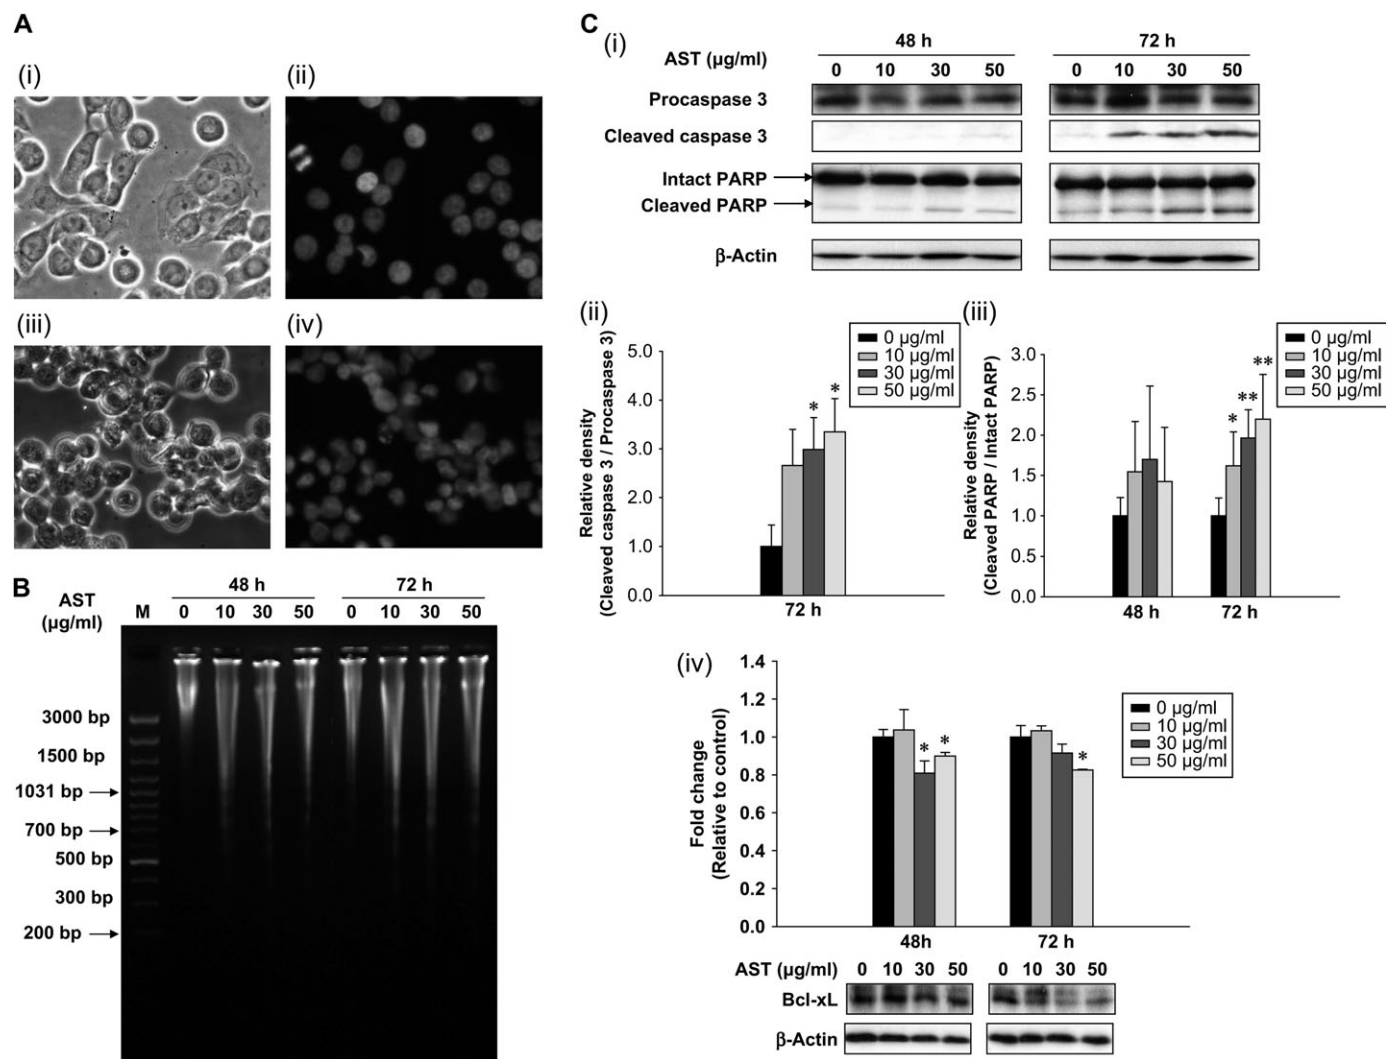 A
(i)
(ii)
(iii)
(iv)
B
48 h
72 h
AST
(µg/ml)
M
0
10
30
50
0
10
30
50
3000 bp
1500 bp
1031 bp
700 bp
500 bp
300 bp
200 bp
C
(i)
48 h
72 h
AST (µg/ml)
0
10
30
50
0
10
30
50
Procaspase 3
Cleaved caspase 3
Intact PARP
Cleaved PARP
β-Actin
(ii)
0 µg/ml
10 µg/ml
30 µg/ml
50 µg/ml
Relative density
(Cleaved caspase 3 / Procaspase 3)
5.0
4.0
3.0
2.0
1.0
0.0
*
*
72 h
(iii)
0 µg/ml
10 µg/ml
30 µg/ml
50 µg/ml
Relative density
(Cleaved PARP / Intact PARP)
3.0
2.5
2.0
1.5
1.0
0.5
0.0
*
**
**
48 h
72 h
(iv)
0 µg/ml
10 µg/ml
30 µg/ml
50 µg/ml
Fold change
(Relative to control)
1.4
1.2
1.0
0.8
0.6
0.4
0.2
0.0
*
*
*
48h
72 h
AST (µg/ml)
0
10
30
50
0
10
30
50
Bcl-xL
β-Actin